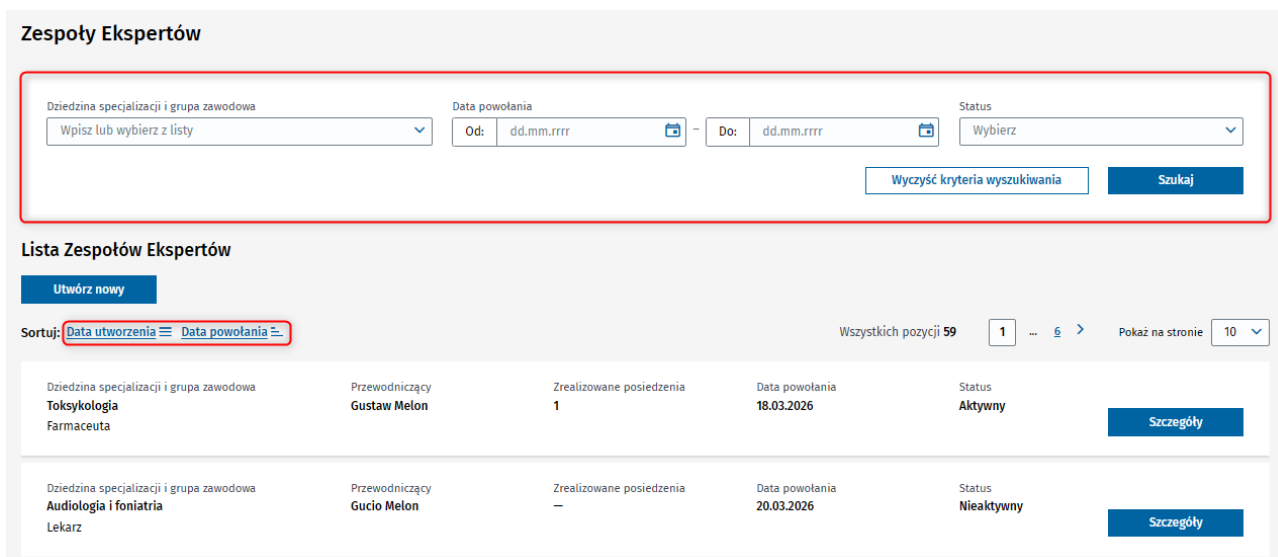 Zespoły Ekspertów
Dziedzina specjalizacji i grupa zawodowa Data powołania Status
Wpisz lub wybierz z listy Od: dd.mm.rrrr – Do: dd.mm.rrrr Wybierz
Wyczyść kryteria wyszukiwania Szukaj
Lista Zespołów Ekspertów
Utwórz nowy
Sortuj: Data utworzenia Data powołania Wszystkich pozycji 59 1 ... 6 > Pokaż na stronie 10
Dziedzina specjalizacji i grupa zawodowa Przewodniczący Zrealizowane posiedzenia Data powołania Status
Toksykologia Gustaw Melon 1 18.03.2026 Aktywny
Farmaceuta Szczegóły
Dziedzina specjalizacji i grupa zawodowa Przewodniczący Zrealizowane posiedzenia Data powołania Status
Audiologia i foniatria Gucio Melon — 20.03.2026 Nieaktywny
Lekarz Szczegóły